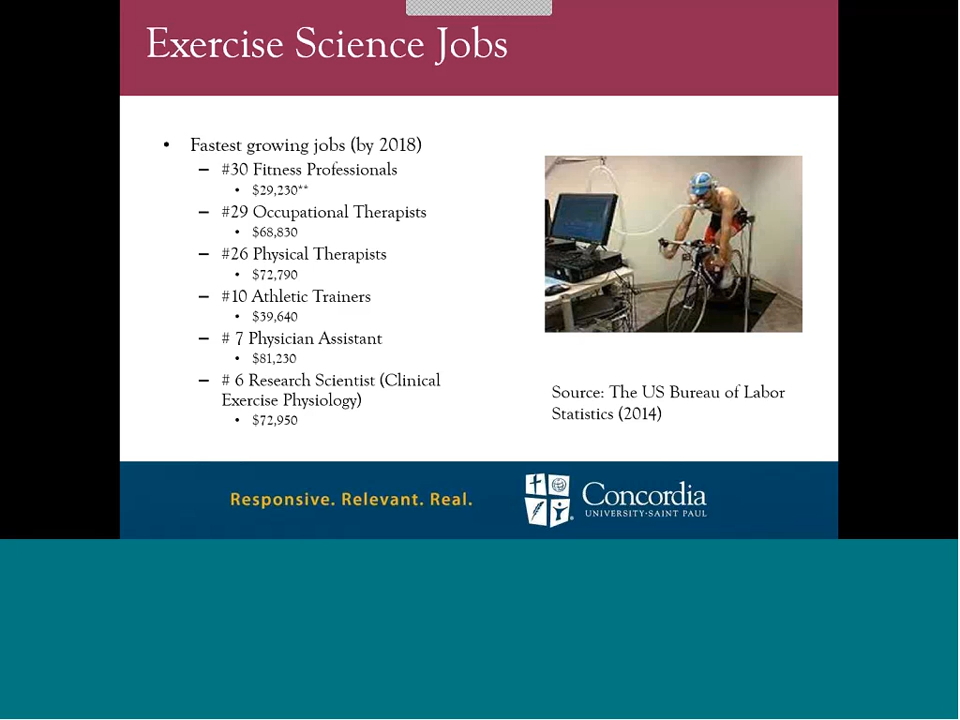 Exercise Science Jobs
• Fastest growing jobs (by 2018)
– #30 Fitness Professionals
• $29,230**
– #29 Occupational Therapists
• $68,830
– #26 Physical Therapists
• $72,790
– #10 Athletic Trainers
• $39,640
– # 7 Physician Assistant
• $81,230
– # 6 Research Scientist (Clinical
Exercise Physiology)
• $72,950
Source: The US Bureau of Labor
Statistics (2014)
Responsive. Relevant. Real.
Concordia
UNIVERSITY·SAINT PAUL